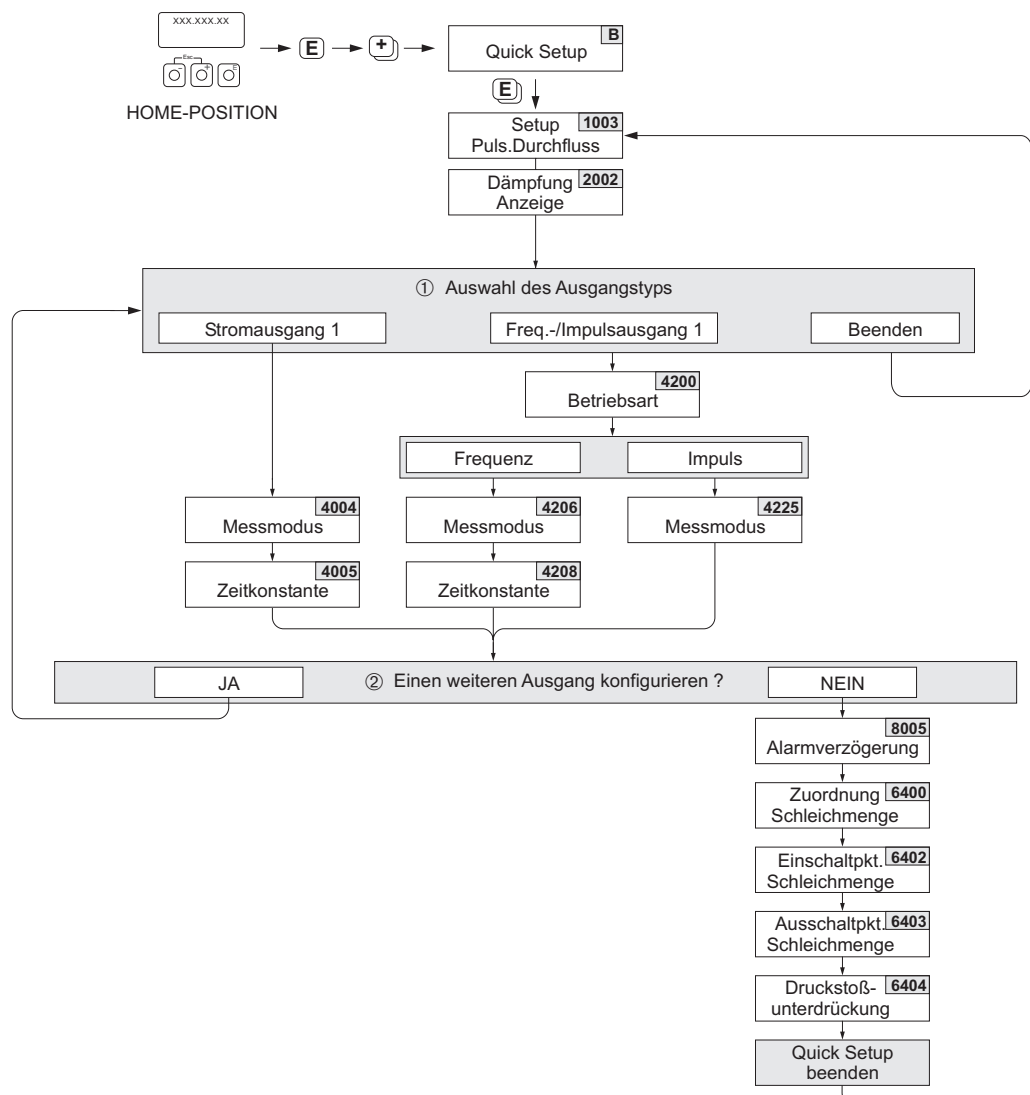 xxx.xxx.xx
Esc
- + E
HOME-POSITION
E
+
B
Quick Setup
E
1003
Setup
Puls.Durchfluss
2002
Dämpfung
Anzeige
① Auswahl des Ausgangstyps
Stromausgang 1
Freq.-/Impulsausgang 1
Beenden
4200
Betriebsart
Frequenz
Impuls
4004
Messmodus
4206
Messmodus
4225
Messmodus
4005
Zeitkonstante
4208
Zeitkonstante
JA
② Einen weiteren Ausgang konfigurieren ?
NEIN
8005
Alarmverzögerung
6400
Zuordnung
Schleichmenge
6402
Einschaltpkt.
Schleichmenge
6403
Ausschaltpkt.
Schleichmenge
6404
Druckstoß-
unterdrückung
Quick Setup
beenden